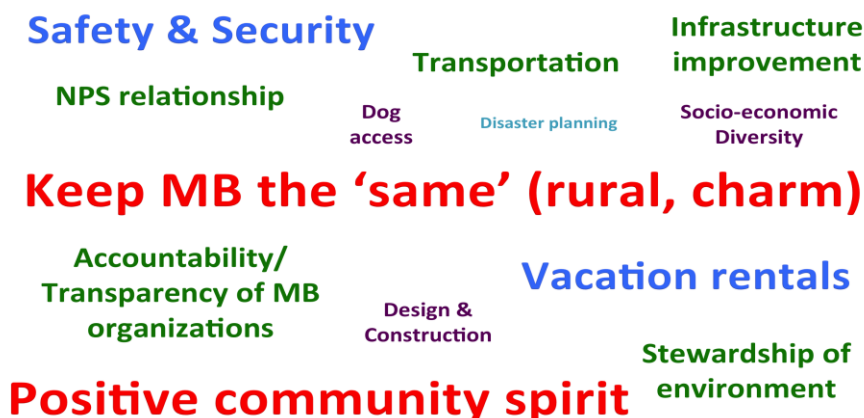 Safety & Security
Infrastructure
improvement
Transportation
NPS relationship
Dog
access
Disaster planning
Socio-economic
Diversity
Keep MB the ‘same’ (rural, charm)
Accountability/
Transparency of MB
organizations
Vacation rentals
Design &
Construction
Stewardship of
environment
Positive community spirit